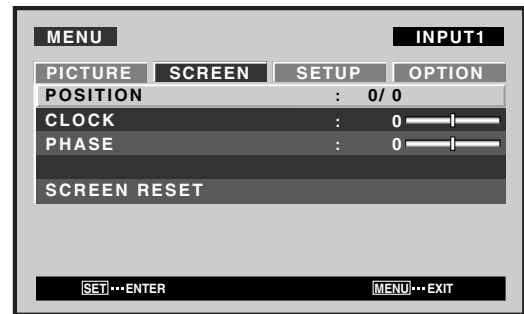 MENU INPUT1
PICTURE SCREEN SETUP OPTION
POSITION : 0/ 0
CLOCK : 0
PHASE : 0
SCREEN RESET
SET ••• ENTER MENU ••• EXIT